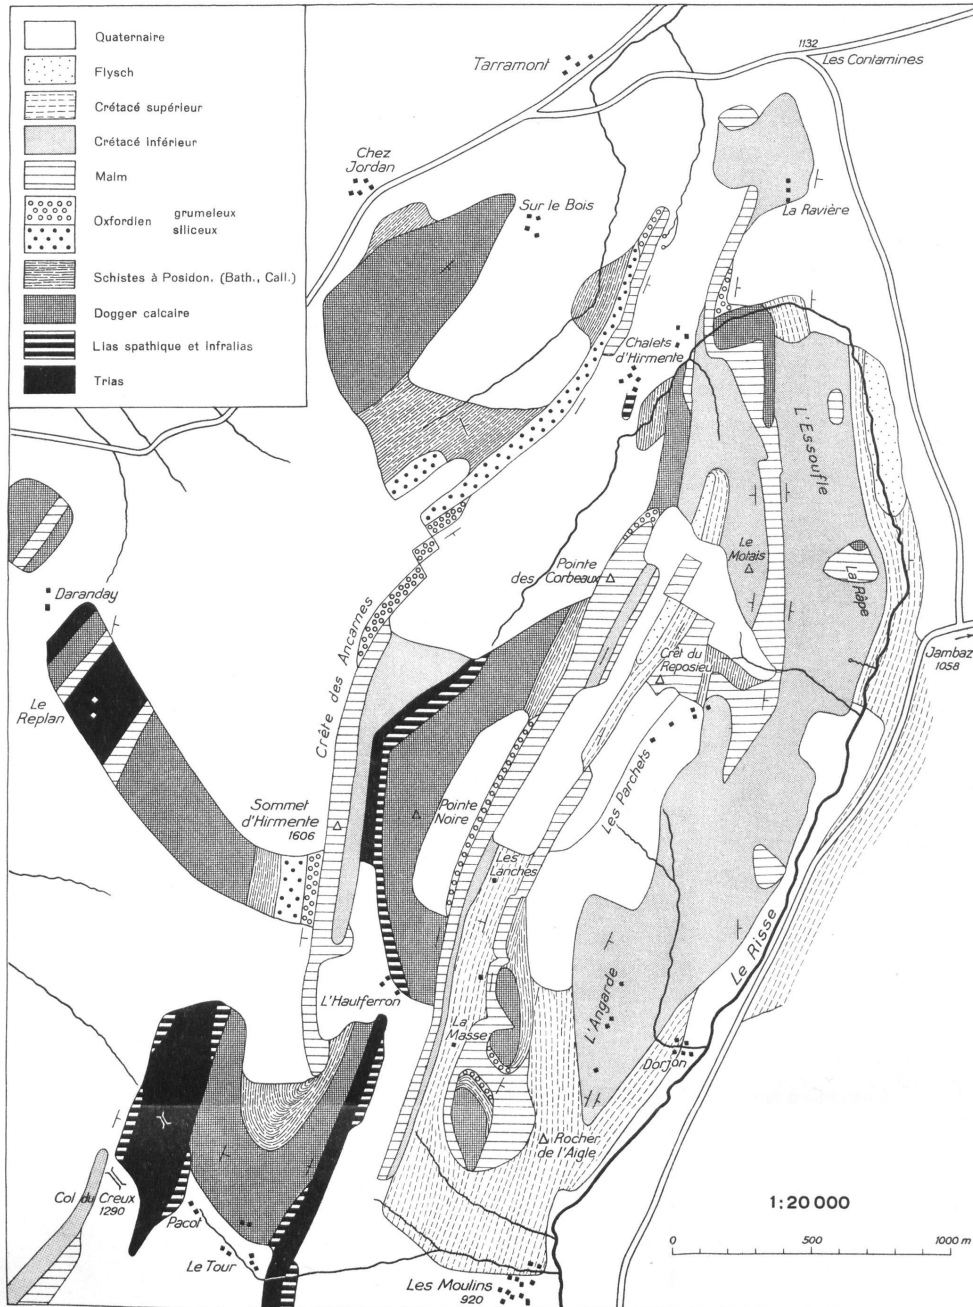 Quaternaire
Flysch
Crétacé supérieur
Crétacé inférieur
Malm
Oxfordien grumeleux
siliceux
Schistes à Posidon. (Bath., Call.)
Dogger calcaire
Lias spathique et infralias
Trias
1132
Les Contamines
Tarramont
Chez
Jordan
Sur le Bois
La Ravière
Chalets
d'Hirmente
L'Essoufle
Le
Molais
Pointe
des Corbeaux
La Râpe
Daranday
Crêt du
Reposieu
Jambaz
1058
Le
Replan
Crête des Ancarnes
Sommet
d'Hirmente
1606
Pointe
Noire
Les Parchets
Les
Lanches
Le Risse
L'Hautferron
L'Angarde
La
Masse
Dorjon
Rocher
de l'Aigle
Col du Creux
1290
Pacot
Le Tour
Les Moulins
920
1:20 000
0 500 1000 m